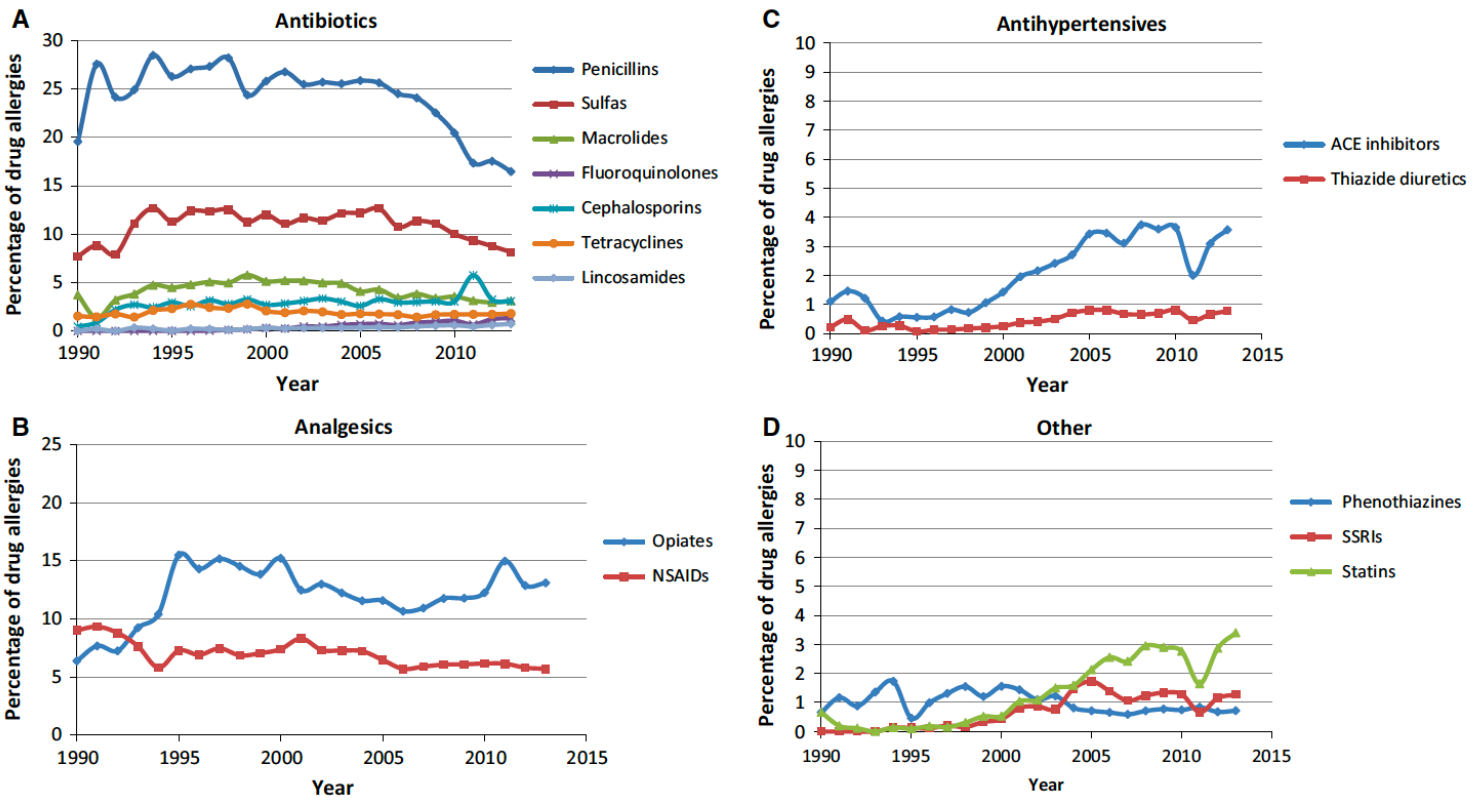 A
Antibiotics
Percentage of drug allergies
30
25
20
15
10
5
0
1990
1995
2000
2005
2010
Year
Penicillins
Sulfas
Macrolides
Fluoroquinolones
Cephalosporins
Tetracyclines
Lincosamides
B
Analgesics
Percentage of drug allergies
25
20
15
10
5
0
1990
1995
2000
2005
2010
2015
Year
Opiates
NSAIDs
C
Antihypertensives
Percentage of drug allergies
10
9
8
7
6
5
4
3
2
1
0
1990
1995
2000
2005
2010
2015
Year
ACE inhibitors
Thiazide diuretics
D
Other
Percentage of drug allergies
10
9
8
7
6
5
4
3
2
1
0
1990
1995
2000
2005
2010
2015
Year
Phenothiazines
SSRIs
Statins